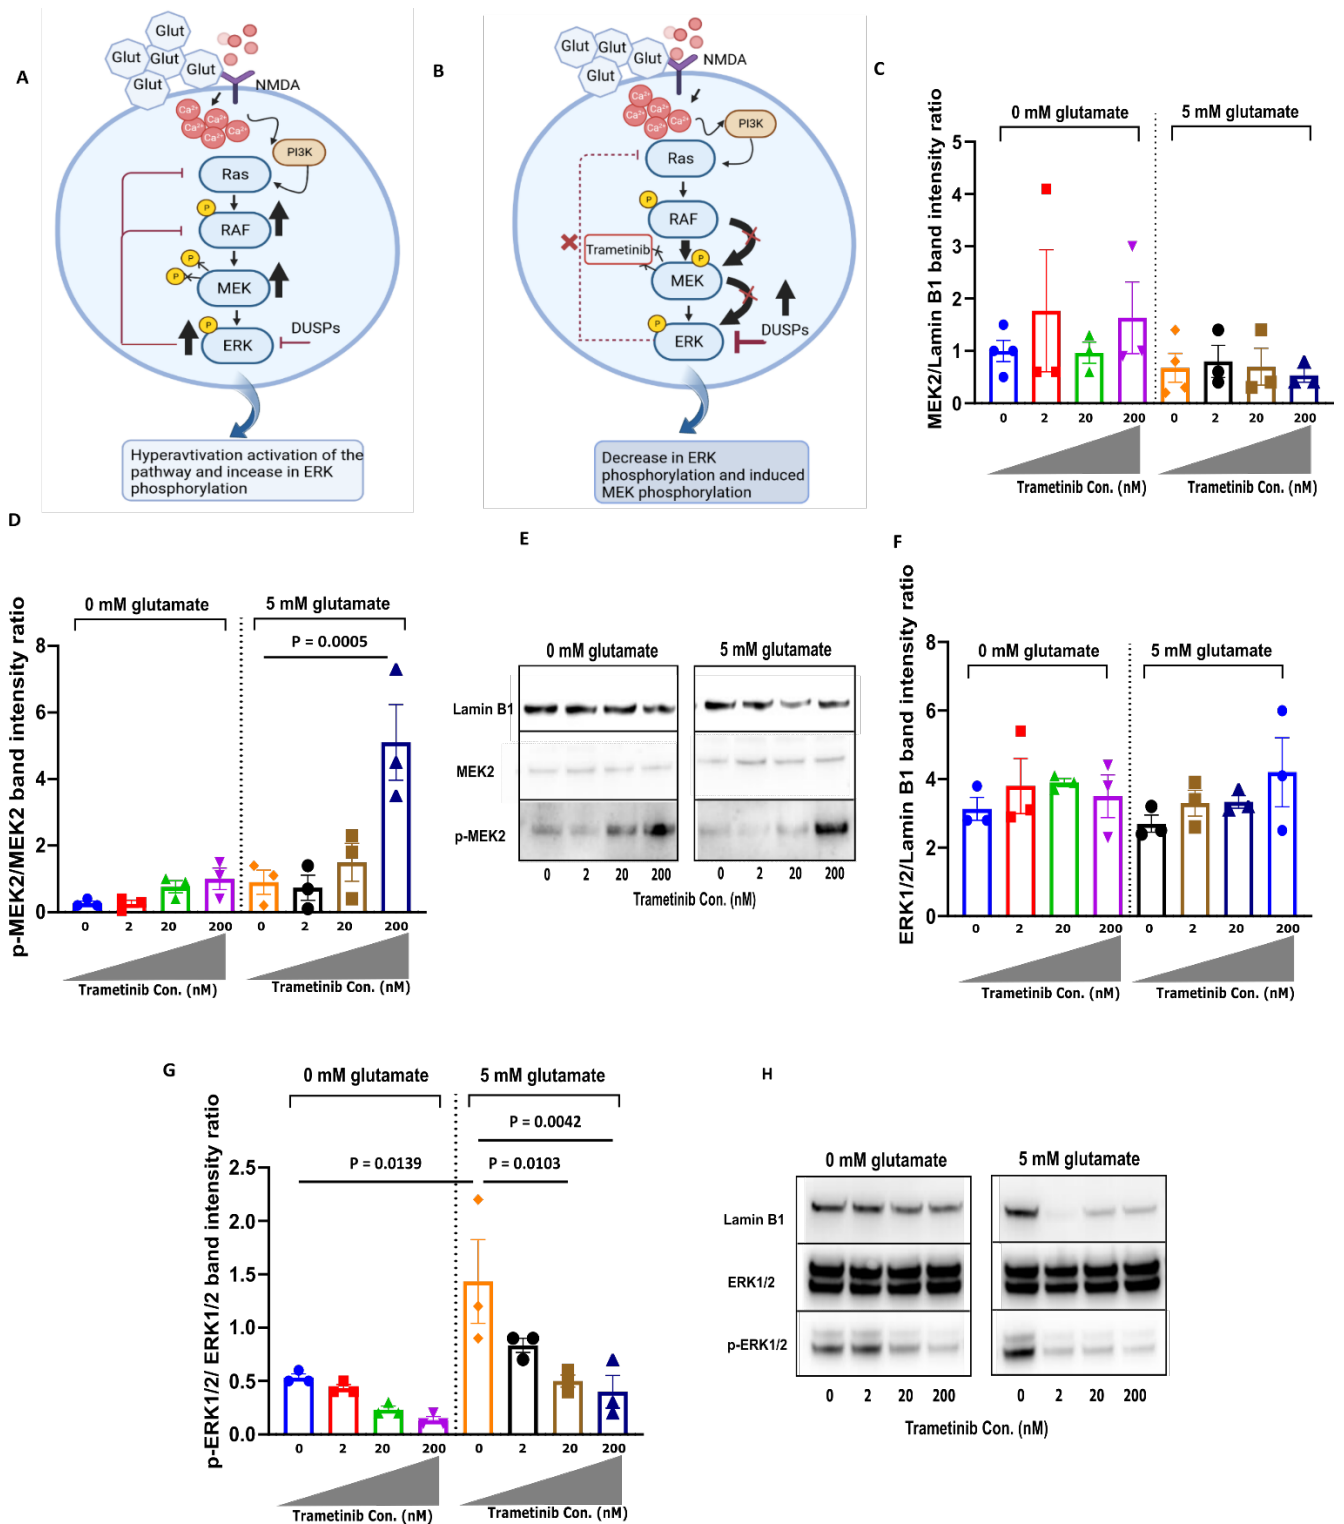 A
Glut
Glut
Glut
Glut
Glut
NMDA
Ca2+
Ca2+
Ca2+
Ca2+
Ca2+
PI3K
Ras
P
RAF
P
P
MEK
P
DUSPs
ERK
Hyperavtivation activation of the
pathway and incease in ERK
phosphorylation
B
Glut
Glut
Glut
Glut
NMDA
Ca2+
Ca2+
Ca2+
Ca2+
Ca2+
PI3K
Ras
P
RAF
Trametinib
P
MEK
P
DUSPs
ERK
Decrease in ERK
phosphorylation and induced
MEK phosphorylation
C
MEK2/Lamin B1 band intensity ratio
0 mM glutamate
5 mM glutamate
5
4
3
2
1
0
0 2 20 200 0 2 20 200
Trametinib Con. (nM) Trametinib Con. (nM)
D
p-MEK2/MEK2 band intensity ratio
0 mM glutamate
5 mM glutamate
P = 0.0005
8
6
4
2
0
0 2 20 200 0 2 20 200
Trametinib Con. (nM) Trametinib Con. (nM)
E
0 mM glutamate 5 mM glutamate
Lamin B1
MEK2
p-MEK2
0 2 20 200 0 2 20 200
Trametinib Con. (nM)
F
ERK1/2/Lamin B1 band intensity ratio
0 mM glutamate
5 mM glutamate
8
6
4
2
0
0 2 20 200 0 2 20 200
Trametinib Con. (nM) Trametinib Con. (nM)
G
p-ERK1/2/ ERK1/2 band intensity ratio
0 mM glutamate 5 mM glutamate
P = 0.0042
P = 0.0139 P = 0.0103
2.5
2.0
1.5
1.0
0.5
0.0
0 2 20 200 0 2 20 200
Trametinib Con. (nM) Trametinib Con. (nM)
H
0 mM glutamate 5 mM glutamate
Lamin B1
ERK1/2
p-ERK1/2
0 2 20 200 0 2 20 200
Trametinib Con. (nM)